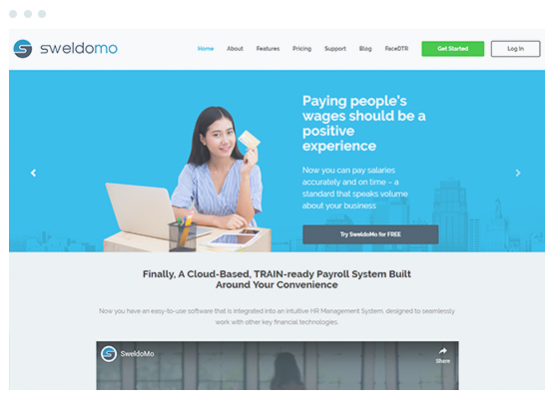 sweldomo
Home About Features Pricing Support Blog FaceDTR Get Started Log In
Paying people's
wages should be a
positive
experience
Now you can pay salaries
accurately and on time – a
standard that speaks volume
about your business
Try SweldoMo for FREE
Finally, A Cloud-Based, TRAIN-ready Payroll System Built
Around Your Convenience
Now you have an easy-to-use software that is integrated into an intuitive HR Management System, designed to seamlessly
work with other key financial technologies.
SweldoMo
Share